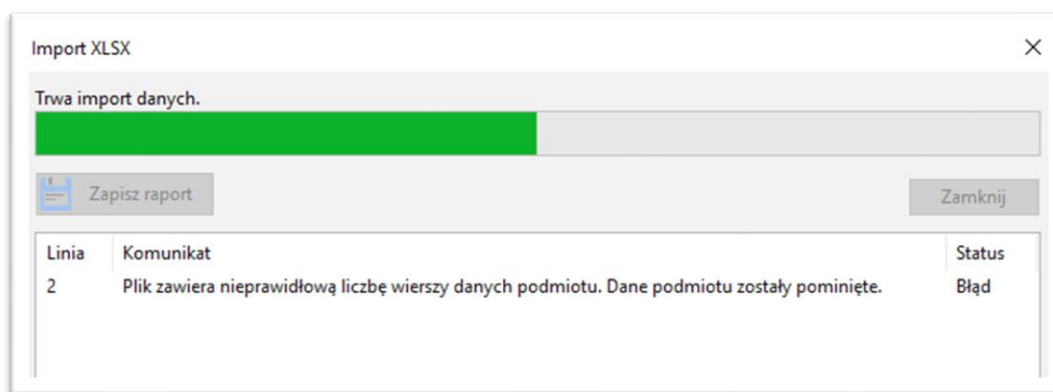 Import XLSX
Trwa import danych.
Zapisz raport
Zamknij
Linia Komunikat Status
2 Plik zawiera nieprawidłową liczbę wierszy danych podmiotu. Dane podmiotu zostały pominięte. Błąd